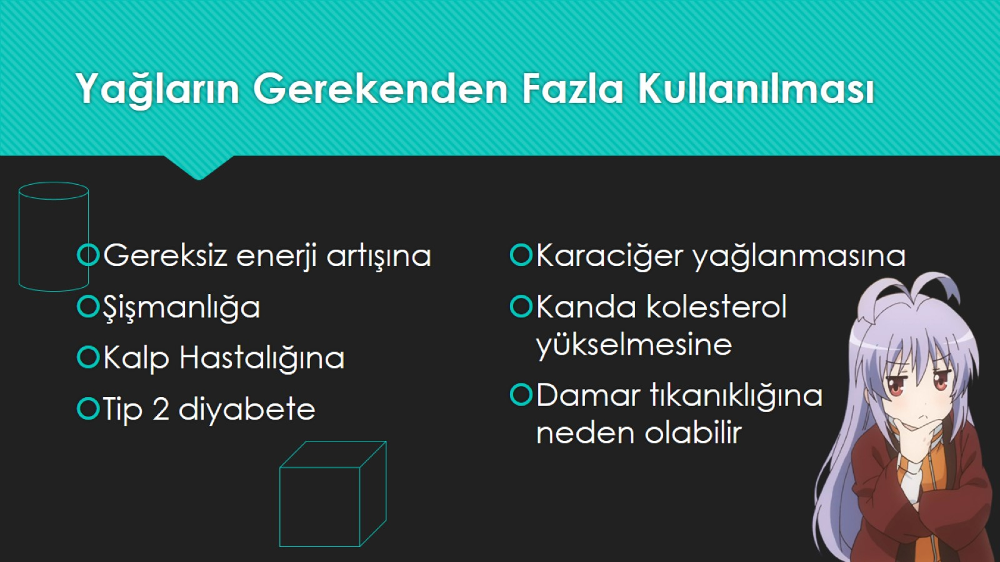 Yağların Gerekenden Fazla Kullanılması
Gereksiz enerji artışına
Şişmanlığa
Kalp Hastalığına
Tip 2 diyabete
Karaciğer yağlanmasına
Kanda kolesterol
yükselmesine
Damar tıkanıklığına
neden olabilir